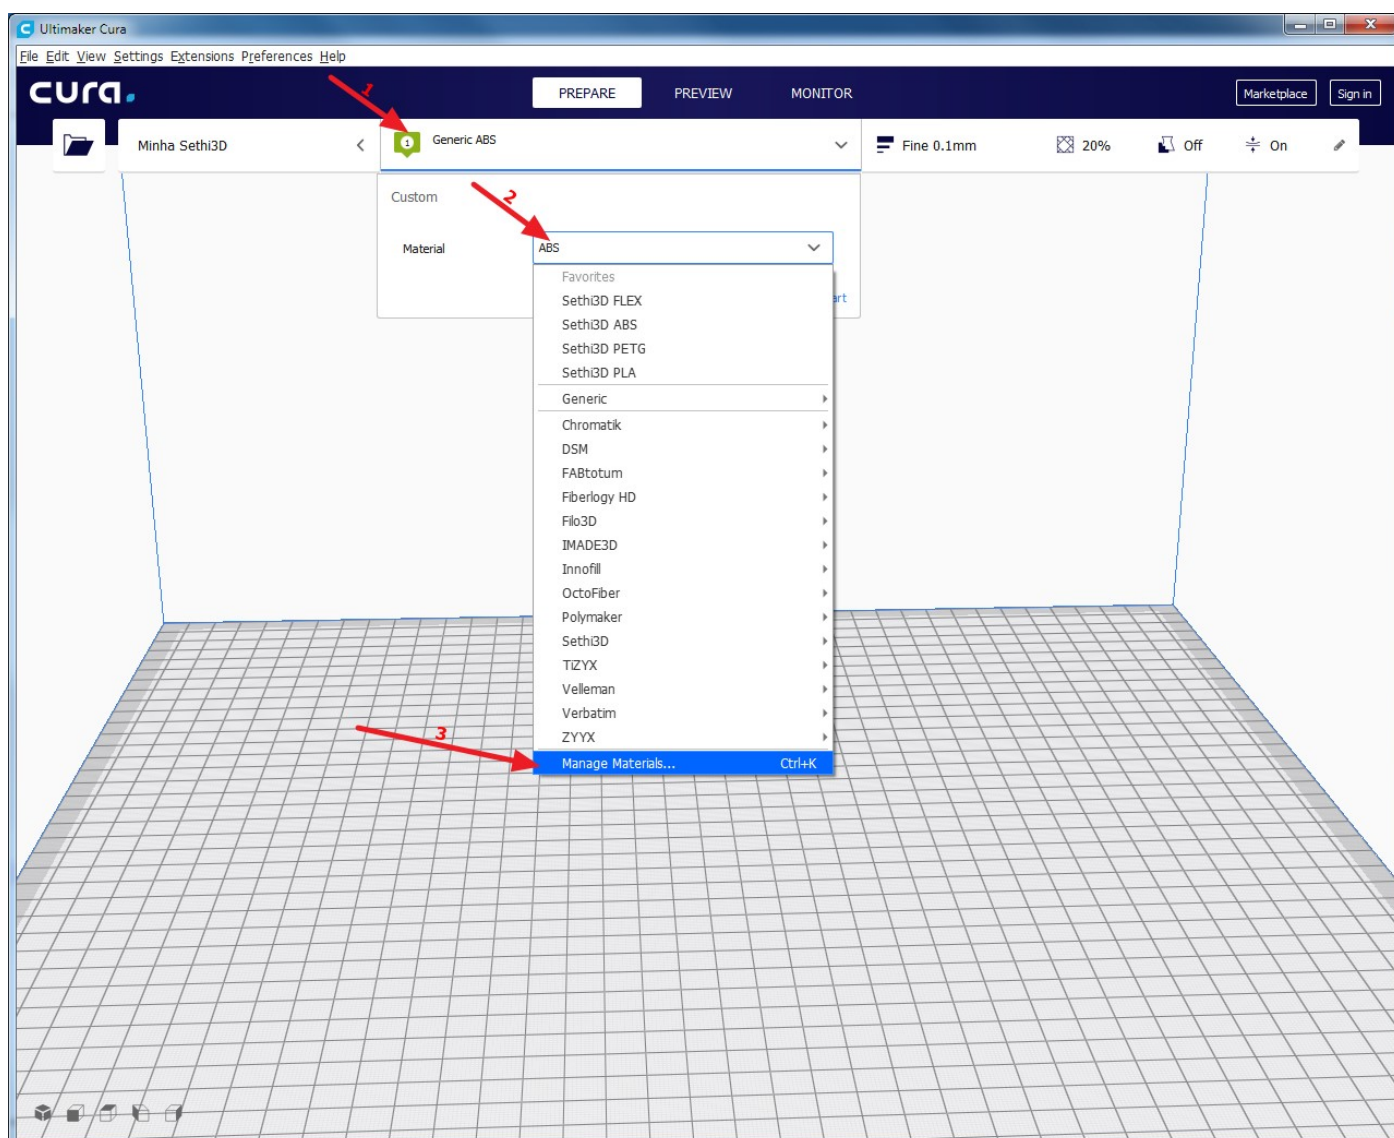 Ultimaker Cura
File Edit View Settings Extensions Preferences Help
cura.
PREPARE PREVIEW MONITOR
Marketplace Sign in
1
Minha Sethi3D
1 Generic ABS
Fine 0.1mm 20% Off On
Custom
2
Material ABS
Favorites
Sethi3D FLEX
Sethi3D ABS
Sethi3D PETG
Sethi3D PLA
Generic
Chromatik
DSM
FABtotum
Fiberlogy HD
Filo3D
IMADE3D
Innofill
OctoFiber
Polymaker
Sethi3D
TiZYX
Velleman
Verbatim
ZYYX
3
Manage Materials... Ctrl+K